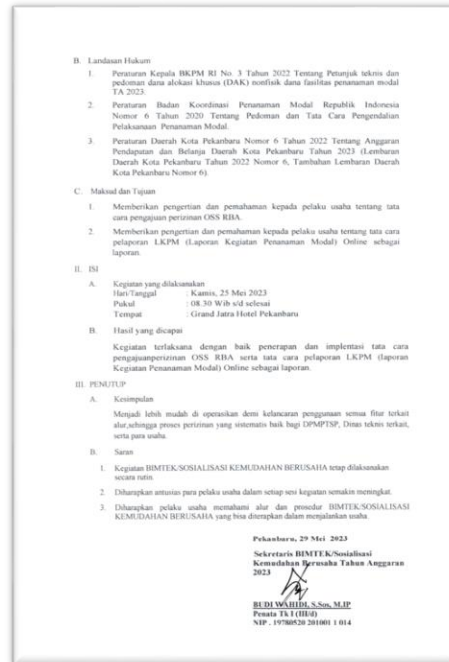 B. Landasan Hukum
1. Peraturan Kepala BKPM RI No. 3 Tahun 2022 Tentang Petunjuk teknis dan
pedoman dana alokasi khusus (DAK) nonfisik dana fasilitas penanaman modal
TA 2023.
2. Peraturan Badan Koordinasi Penanaman Modal Republik Indonesia
Nomor 6 Tahun 2020 Tentang Pedoman dan Tata Cara Pengendalian
Pelaksanaan Penanaman Modal.
3. Peraturan Daerah Kota Pekanbaru Nomor 6 Tahun 2022 Tentang Anggaran
Pendapatan dan Belanja Daerah Kota Pekanbaru Tahun 2023 (Lembaran
Daerah Kota Pekanbaru Tahun 2022 Nomor 6, Tambahan Lembaran Daerah
Kota Pekanbaru Nomor 6).
C. Maksud dan Tujuan
1. Memberikan pengertian dan pemahaman kepada pelaku usaha tentang tata
cara pengajuan perizinan OSS RBA.
2. Memberikan pengertian dan pemahaman kepada pelaku usaha tentang tata cara
pelaporan LKPM (Laporan Kegiatan Penanaman Modal) Online sebagai
laporan.
II. ISI
A. Kegiatan yang dilaksanakan
Hari/Tanggal : Kamis, 25 Mei 2023
Pukul : 08.30 Wib s/d selesai
Tempat : Grand Jatra Hotel Pekanbaru
B. Hasil yang dicapai
Kegiatan terlaksana dengan baik penerapan dan implentasi tata cara
pengajuanperizinan OSS RBA serta tata cara pelaporan LKPM (laporan
Kegiatan Penanaman Modal) Online sebagai laporan.
III. PENUTUP
A. Kesimpulan
Menjadi lebih mudah di operasikan demi kelancaran penggunaan semua fitur terkait
alur,sehingga proses perizinan yang sistematis baik bagi DPMPTSP, Dinas teknis terkait,
serta para usaha.
B. Saran
1. Kegiatan BIMTEK/SOSIALISASI KEMUDAHAN BERUSAHA tetap dilaksanakan
secara rutin.
2. Diharapkan antusias para pelaku usaha dalam setiap sesi kegiatan semakin meningkat.
3. Diharapkan pelaku usaha memahami alur dan prosedur BIMTEK/SOSIALISASI
KEMUDAHAN BERUSAHA yang bisa diterapkan dalam menjalankan usaha.
Pekanbaru, 29 Mei 2023
Sekretaris BIMTEK/Sosialisasi
Kemudahan Berusaha Tahun Anggaran
2023
BUDI WAHIDI, S.Sos, M.IP
Penata Tk I (III/d)
NIP . 19780520 201001 1 014